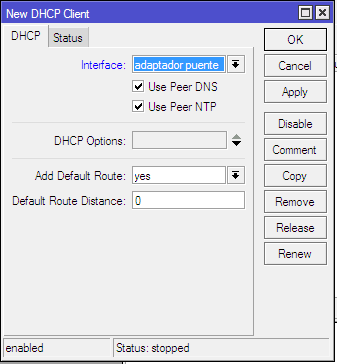 New DHCP Client
DHCP
Status
OK
Interface: adaptador puente
Cancel
Use Peer DNS
Apply
Use Peer NTP
Disable
DHCP Options:
Comment
Add Default Route: yes
Copy
Default Route Distance: 0
Remove
Release
Renew
enabled
Status: stopped